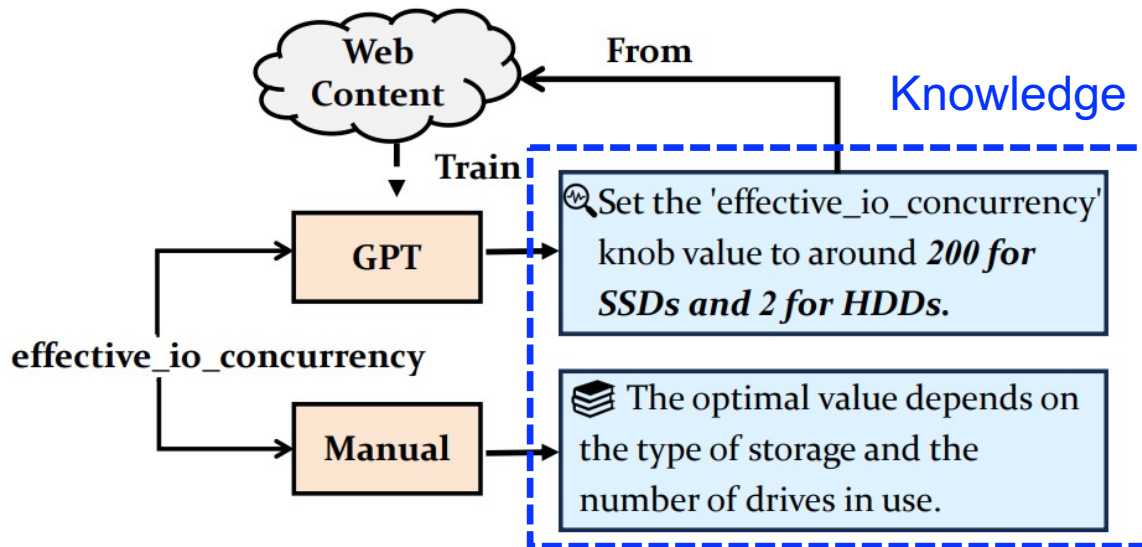 Web
Content
From
Knowledge
Train
GPT
Set the 'effective_io_concurrency'
knob value to around 200 for
SSDs and 2 for HDDs.
effective_io_concurrency
Manual
The optimal value depends on
the type of storage and the
number of drives in use.